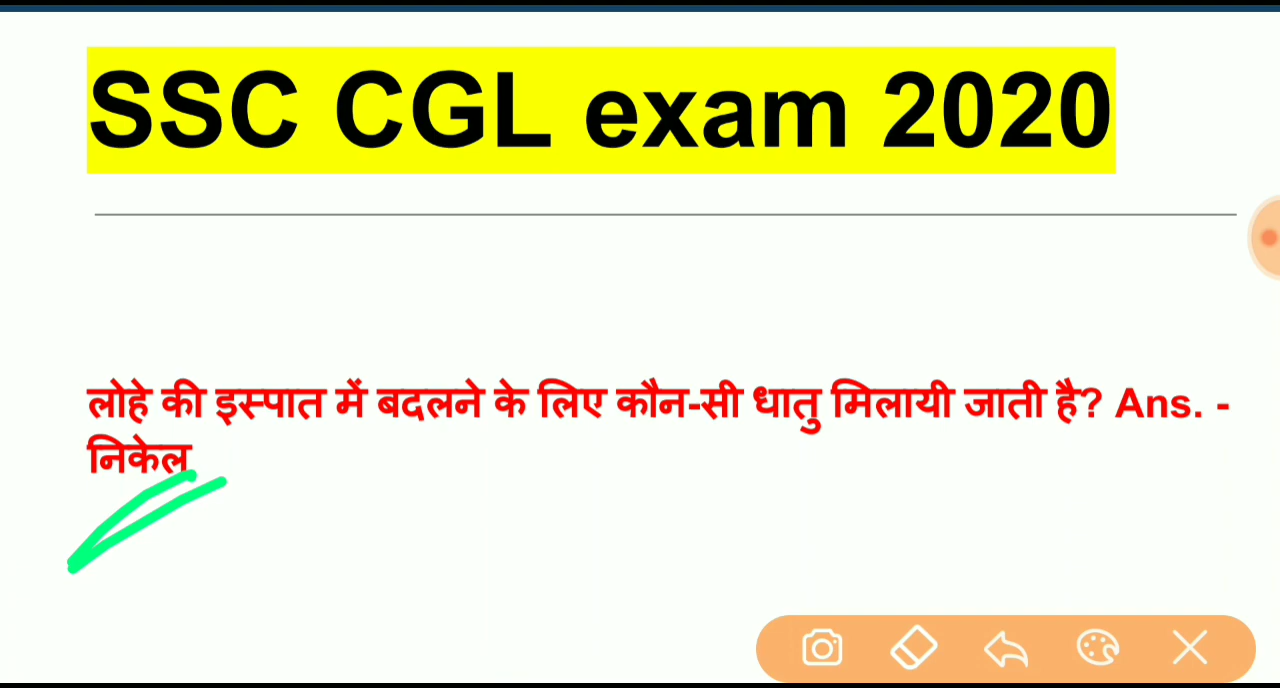 SSC CGL exam 2020
लोहे की इस्पात में बदलने के लिए कौन-सी धातु मिलायी जाती है? Ans. -
निकेल